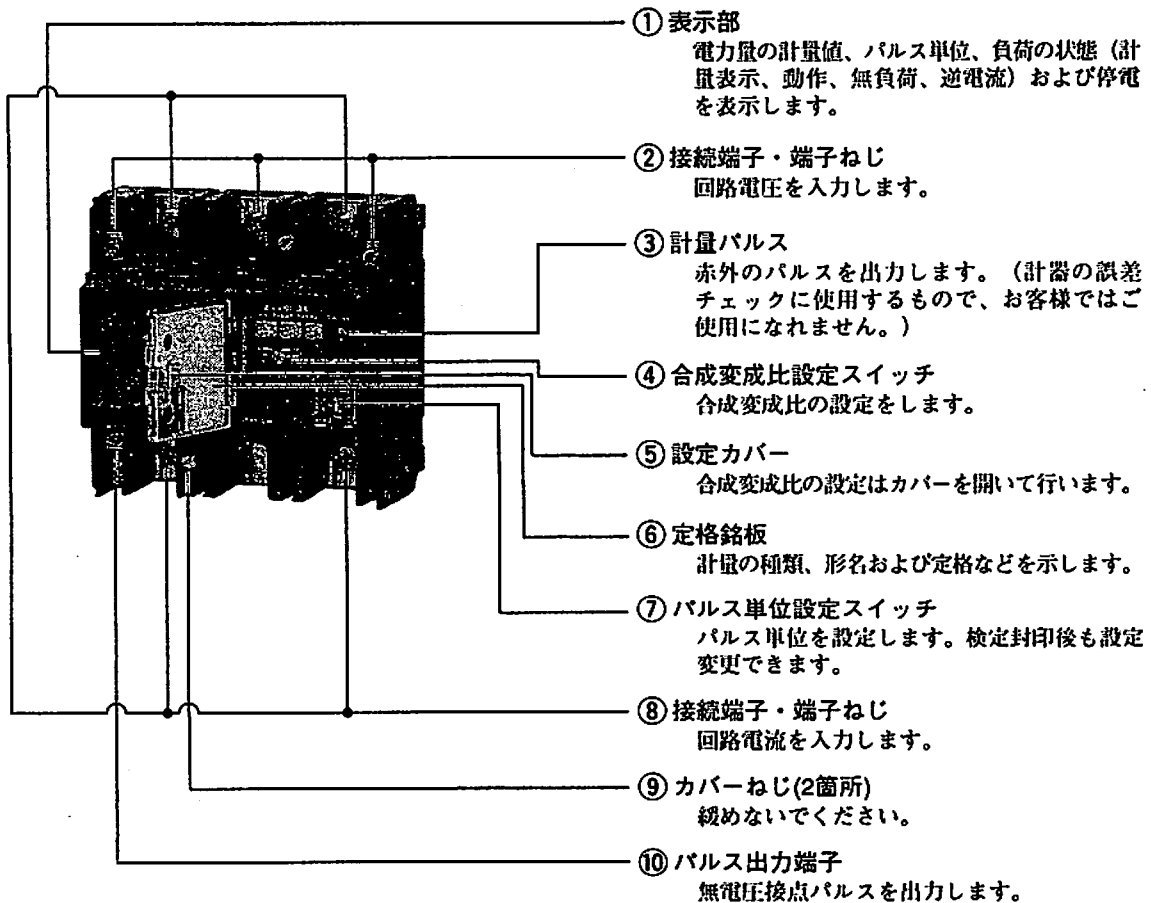 ① 表示部
電力量の計量値、パルス単位、負荷の状態（計
量表示、動作、無負荷、逆電流）および停電
を表示します。
② 接続端子・端子ねじ
回路電圧を入力します。
③ 計量パルス
赤外のパルスを出力します。（計器の誤差
チェックに使用するもので、お客様ではご
使用になれません。）
④ 合成変成比設定スイッチ
合成変成比の設定をします。
⑤ 設定カバー
合成変成比の設定はカバーを開いて行います。
⑥ 定格銘板
計量の種類、形名および定格などを示します。
⑦ パルス単位設定スイッチ
パルス単位を設定します。検定封印後も設定
変更できます。
⑧ 接続端子・端子ねじ
回路電流を入力します。
⑨ カバーねじ(2箇所)
緩めないでください。
⑩ パルス出力端子
無電圧接点パルスを出力します。